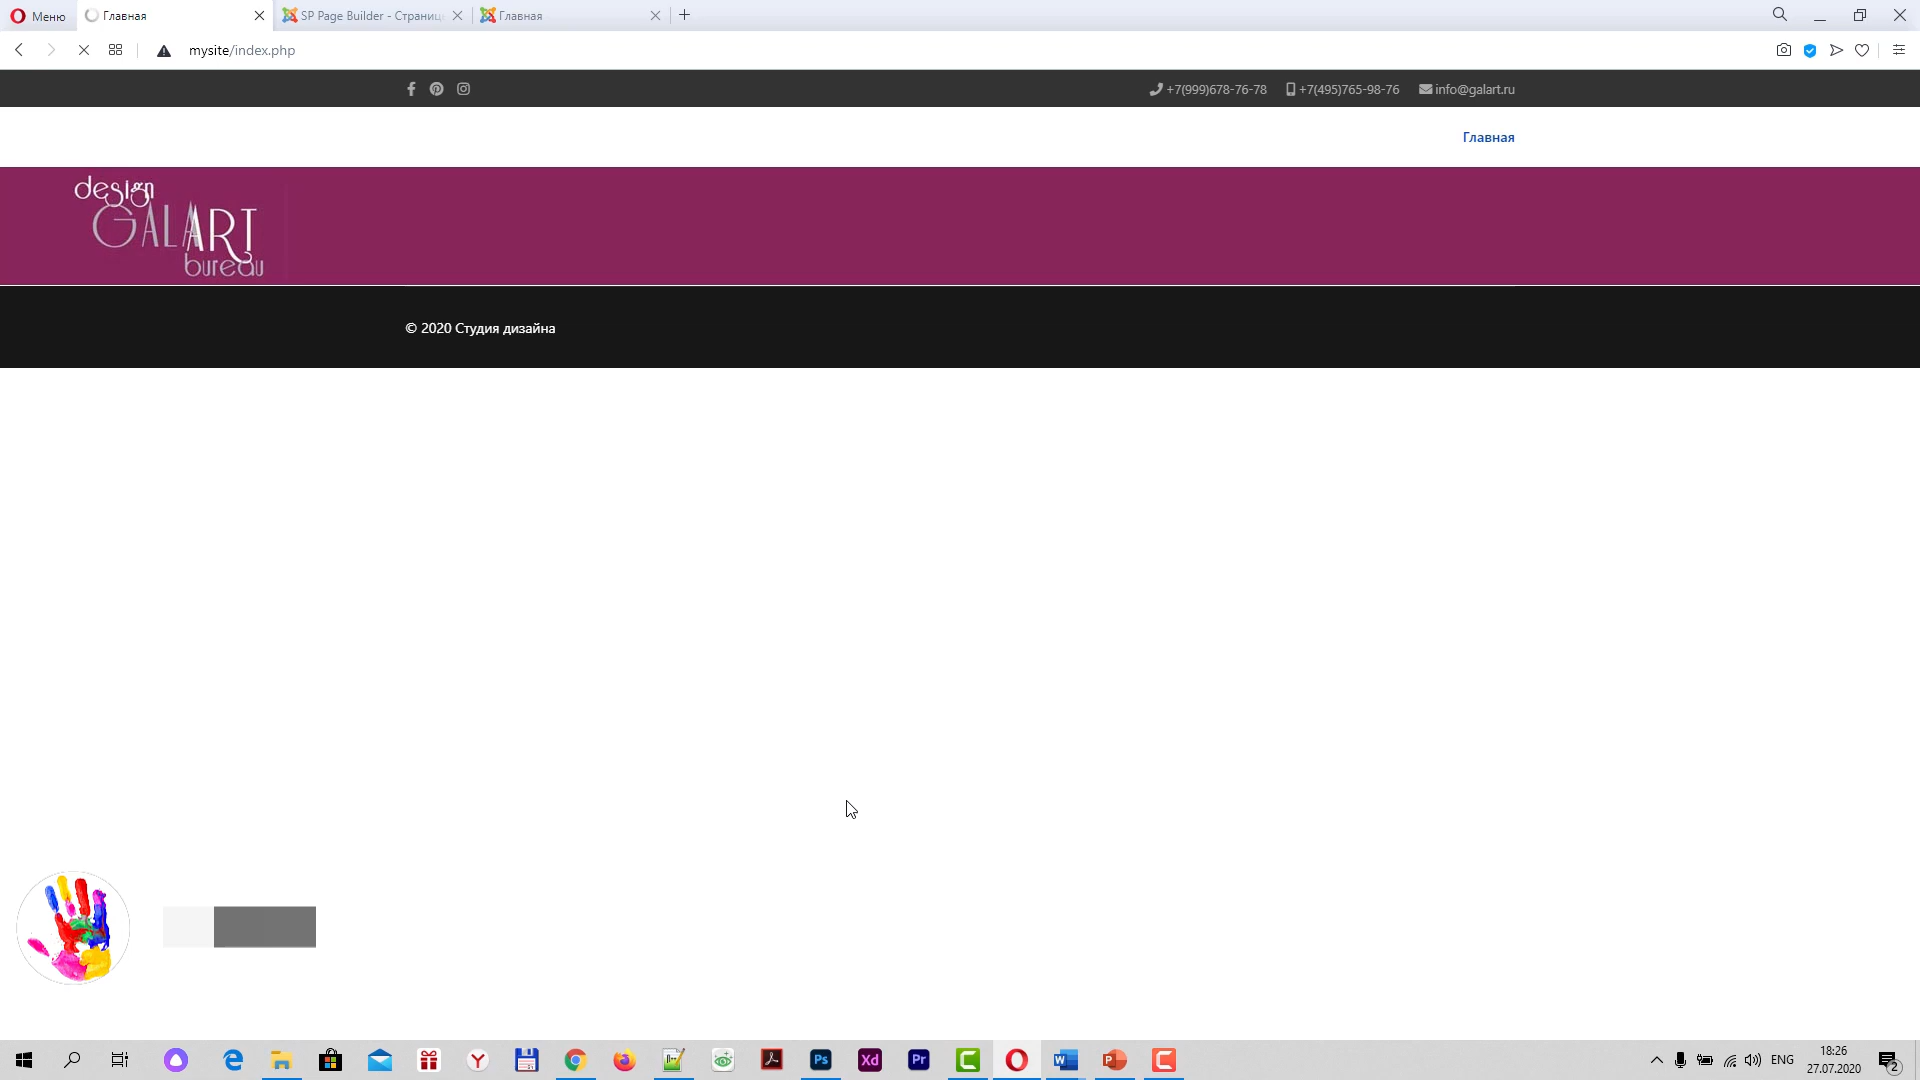 Меню
Главная
SP Page Builder - Страниц
Главная
mysite/index.php
+7(999)678-76-78
+7(495)765-98-76
info@galart.ru
Главная
design
GALART
bureau
© 2020 Студия дизайна
ENG
18:26
27.07.2020
2